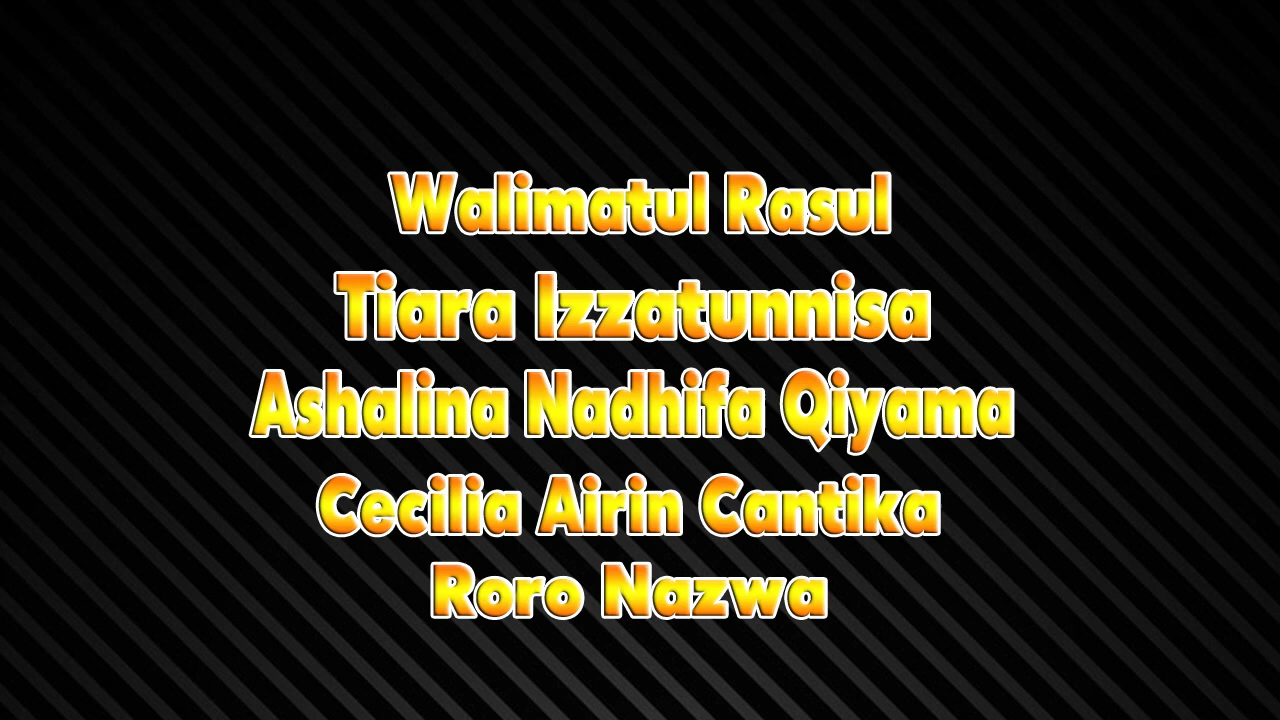 Walimatul Rasul
Tiara Izzatunnisa
Ashalina Nadhifa Qiyama
Cecilia Airin Cantika
Roro Nazwa